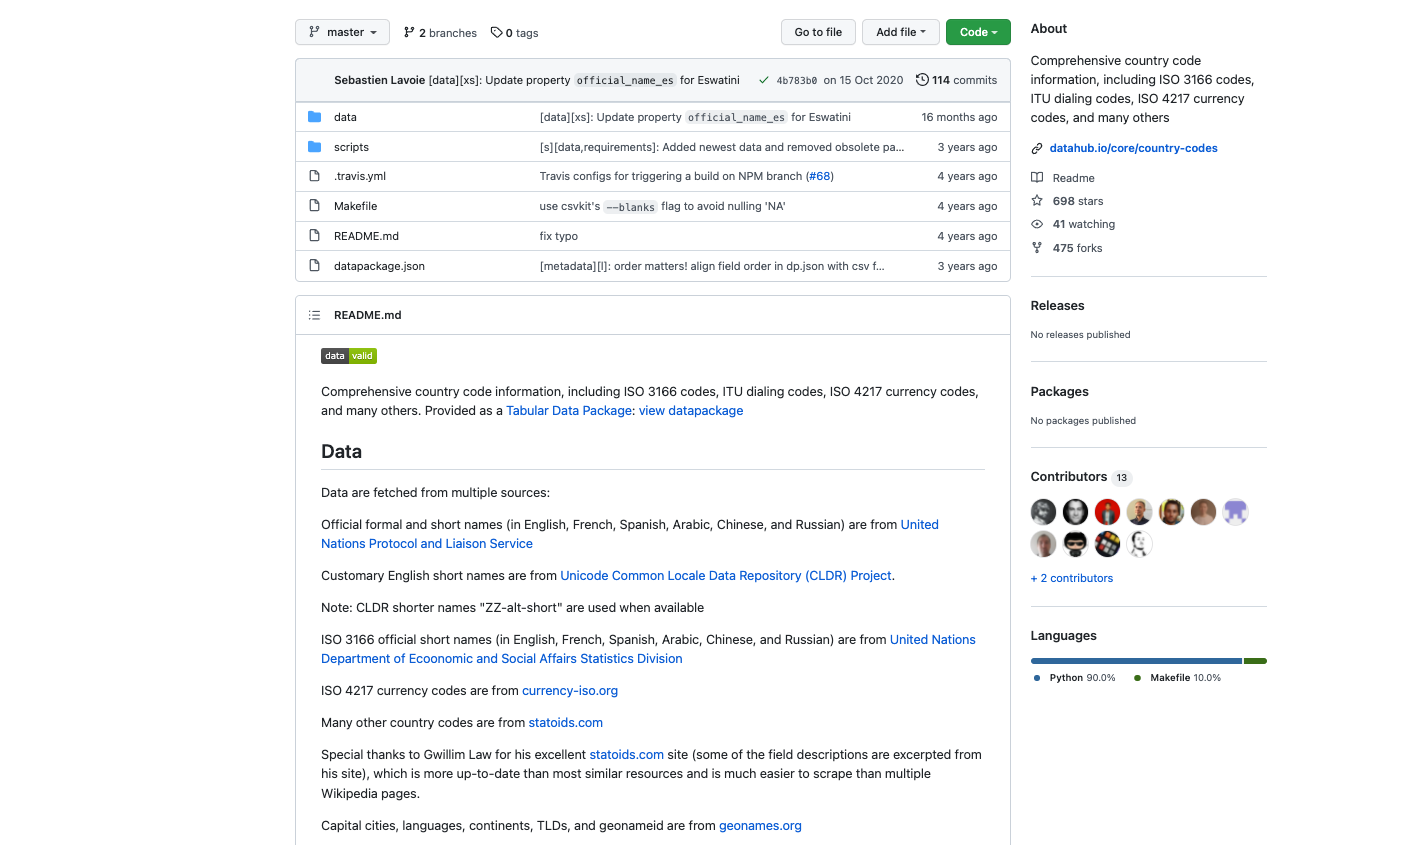 master
2 branches
0 tags
Go to file
Add file
Code
Sebastien Lavoie [data][xs]: Update property official_name_es for Eswatini
4b783b0 on 15 Oct 2020
114 commits
data
[data][xs]: Update property official_name_es for Eswatini
16 months ago
scripts
[s][data,requirements]: Added newest data and removed obsolete pa...
3 years ago
.travis.yml
Travis configs for triggering a build on NPM branch (#68)
4 years ago
Makefile
use csvkit's --blanks flag to avoid nulling 'NA'
4 years ago
README.md
fix typo
4 years ago
datapackage.json
[metadata][l]: order matters! align field order in dp.json with csv f...
3 years ago
README.md
data valid
Comprehensive country code information, including ISO 3166 codes, ITU dialing codes, ISO 4217 currency codes,
and many others. Provided as a Tabular Data Package: view datapackage
Data
Data are fetched from multiple sources:
Official formal and short names (in English, French, Spanish, Arabic, Chinese, and Russian) are from United
Nations Protocol and Liaison Service
Customary English short names are from Unicode Common Locale Data Repository (CLDR) Project.
Note: CLDR shorter names "ZZ-alt-short" are used when available
ISO 3166 official short names (in English, French, Spanish, Arabic, Chinese, and Russian) are from United Nations
Department of Ecoonomic and Social Affairs Statistics Division
ISO 4217 currency codes are from currency-iso.org
Many other country codes are from statoids.com
Special thanks to Gwillim Law for his excellent statoids.com site (some of the field descriptions are excerpted from
his site), which is more up-to-date than most similar resources and is much easier to scrape than multiple
Wikipedia pages.
Capital cities, languages, continents, TLDs, and geonameid are from geonames.org
About
Comprehensive country code
information, including ISO 3166 codes,
ITU dialing codes, ISO 4217 currency
codes, and many others
datahub.io/core/country-codes
Readme
698 stars
41 watching
475 forks
Releases
No releases published
Packages
No packages published
Contributors 13
+ 2 contributors
Languages
Python 90.0%
Makefile 10.0%